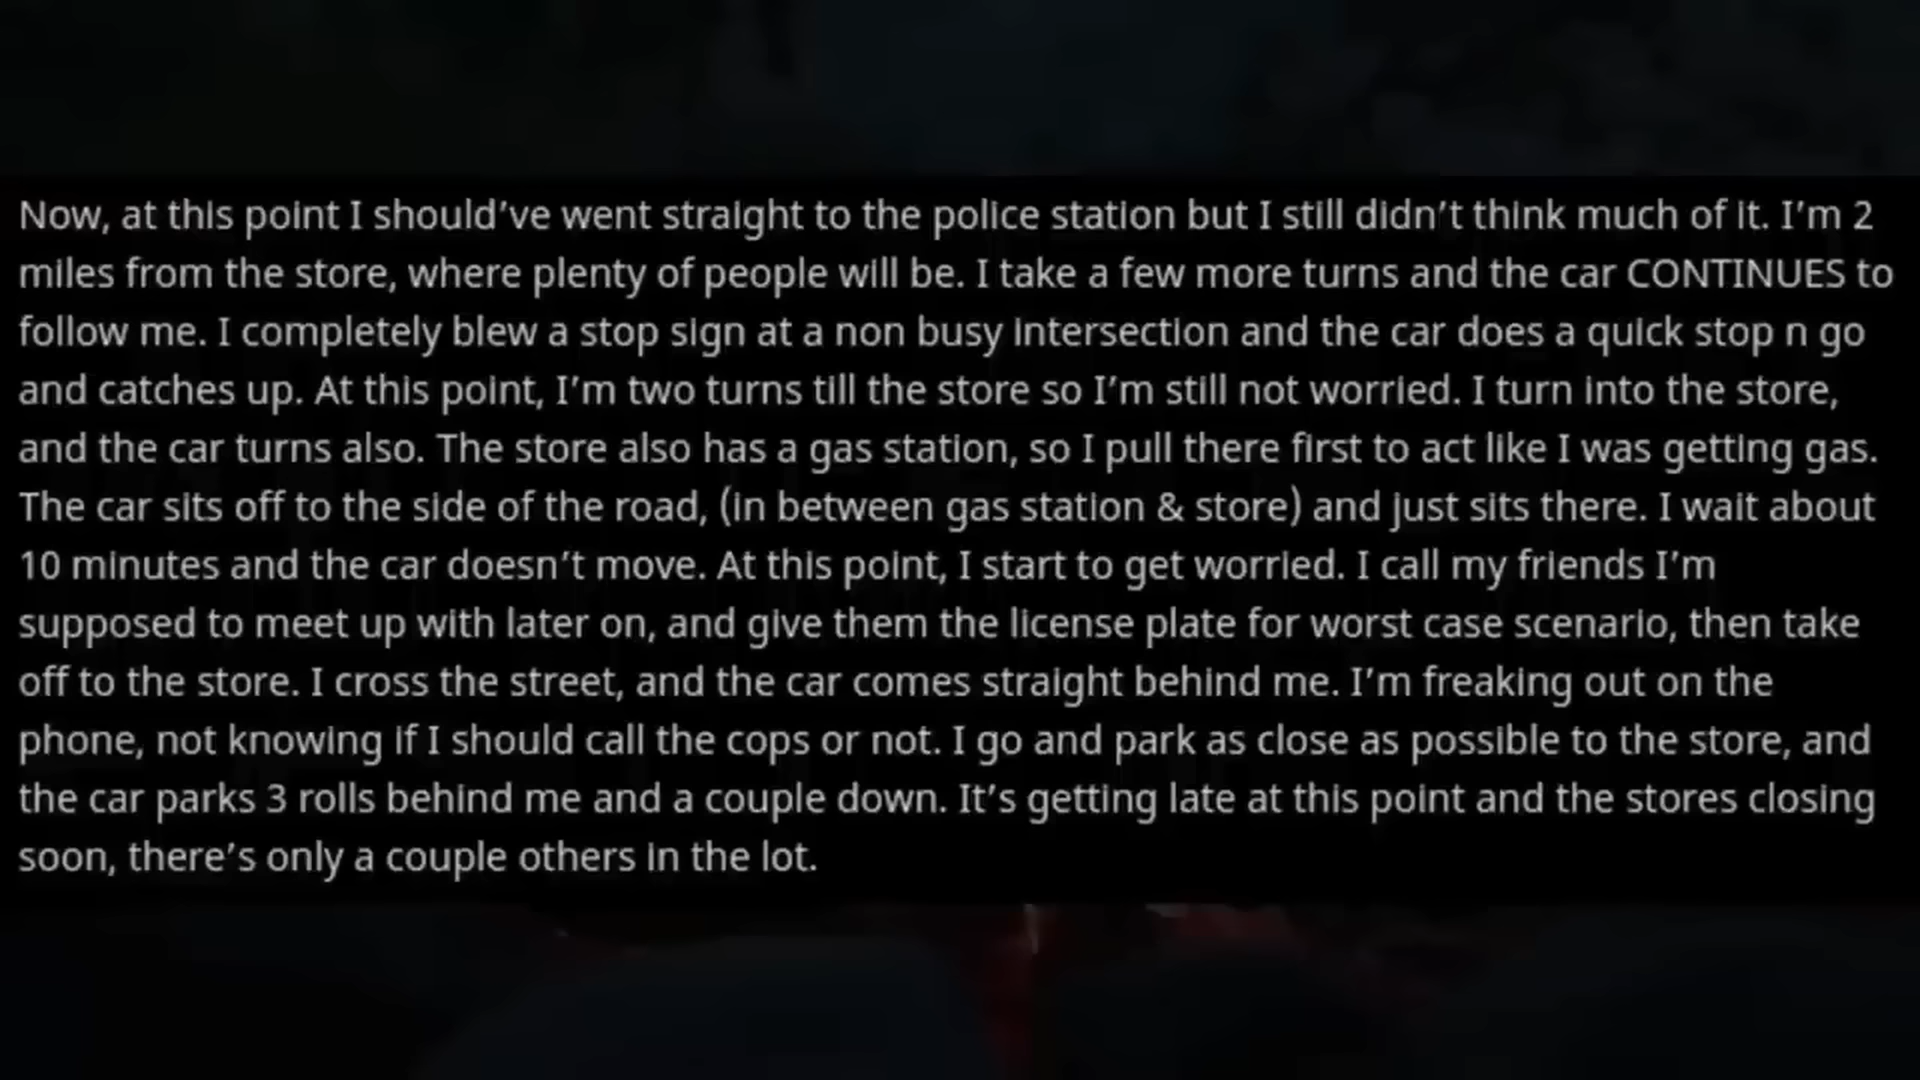 Now, at this point I should've went straight to the police station but I still didn't think much of it. I'm 2
miles from the store, where plenty of people will be. I take a few more turns and the car CONTINUES to
follow me. I completely blew a stop sign at a non busy intersection and the car does a quick stop n go
and catches up. At this point, I'm two turns till the store so I'm still not worried. I turn into the store,
and the car turns also. The store also has a gas station, so I pull there first to act like I was getting gas.
The car sits off to the side of the road, (in between gas station & store) and just sits there. I wait about
10 minutes and the car doesn't move. At this point, I start to get worried. I call my friends I'm
supposed to meet up with later on, and give them the license plate for worst case scenario, then take
off to the store. I cross the street, and the car comes straight behind me. I'm freaking out on the
phone, not knowing if I should call the cops or not. I go and park as close as possible to the store, and
the car parks 3 rolls behind me and a couple down. It's getting late at this point and the stores closing
soon, there's only a couple others in the lot.